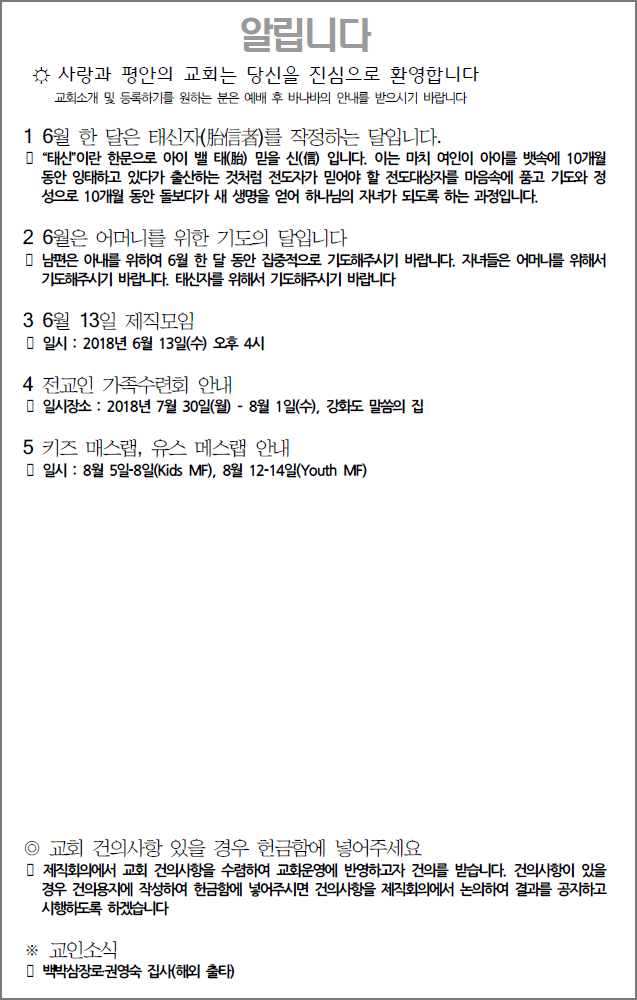 알립니다
☼ 사랑과 평안의 교회는 당신을 진심으로 환영합니다
교회소개 및 등록하기를 원하는 분은 예배 후 바나바의 안내를 받으시기 바랍니다
1 6월 한 달은 태신자(胎信者)를 작정하는 달입니다.
▯ “태신”이란 한문으로 아이 밸 태(胎) 믿을 신(信) 입니다. 이는 마치 여인이 아이를 뱃속에 10개월
동안 잉태하고 있다가 출산하는 것처럼 전도자가 믿어야 할 전도대상자를 마음속에 품고 기도와 정
성으로 10개월 동안 돌보다가 새 생명을 얻어 하나님의 자녀가 되도록 하는 과정입니다.
2 6월은 어머니를 위한 기도의 달입니다
▯ 남편은 아내를 위하여 6월 한 달 동안 집중적으로 기도해주시기 바랍니다. 자녀들은 어머니를 위해서
기도해주시기 바랍니다. 태신자를 위해서 기도해주시기 바랍니다
3 6월 13일 제직모임
▯ 일시 : 2018년 6월 13일(수) 오후 4시
4 전교인 가족수련회 안내
▯ 일시장소 : 2018년 7월 30일(월) - 8월 1일(수), 강화도 말씀의 집
5 키즈 매스랩, 유스 메스랩 안내
▯ 일시 : 8월 5일-8일(Kids MF), 8월 12-14일(Youth MF)
◎ 교회 건의사항 있을 경우 헌금함에 넣어주세요
▯ 제직회의에서 교회 건의사항을 수렴하여 교회운영에 반영하고자 건의를 받습니다. 건의사항이 있을
경우 건의용지에 작성하여 헌금함에 넣어주시면 건의사항을 제직회의에서 논의하여 결과를 공지하고
시행하도록 하겠습니다
※ 교인소식
▯ 백박삼장로·권영숙 집사(해외 출타)